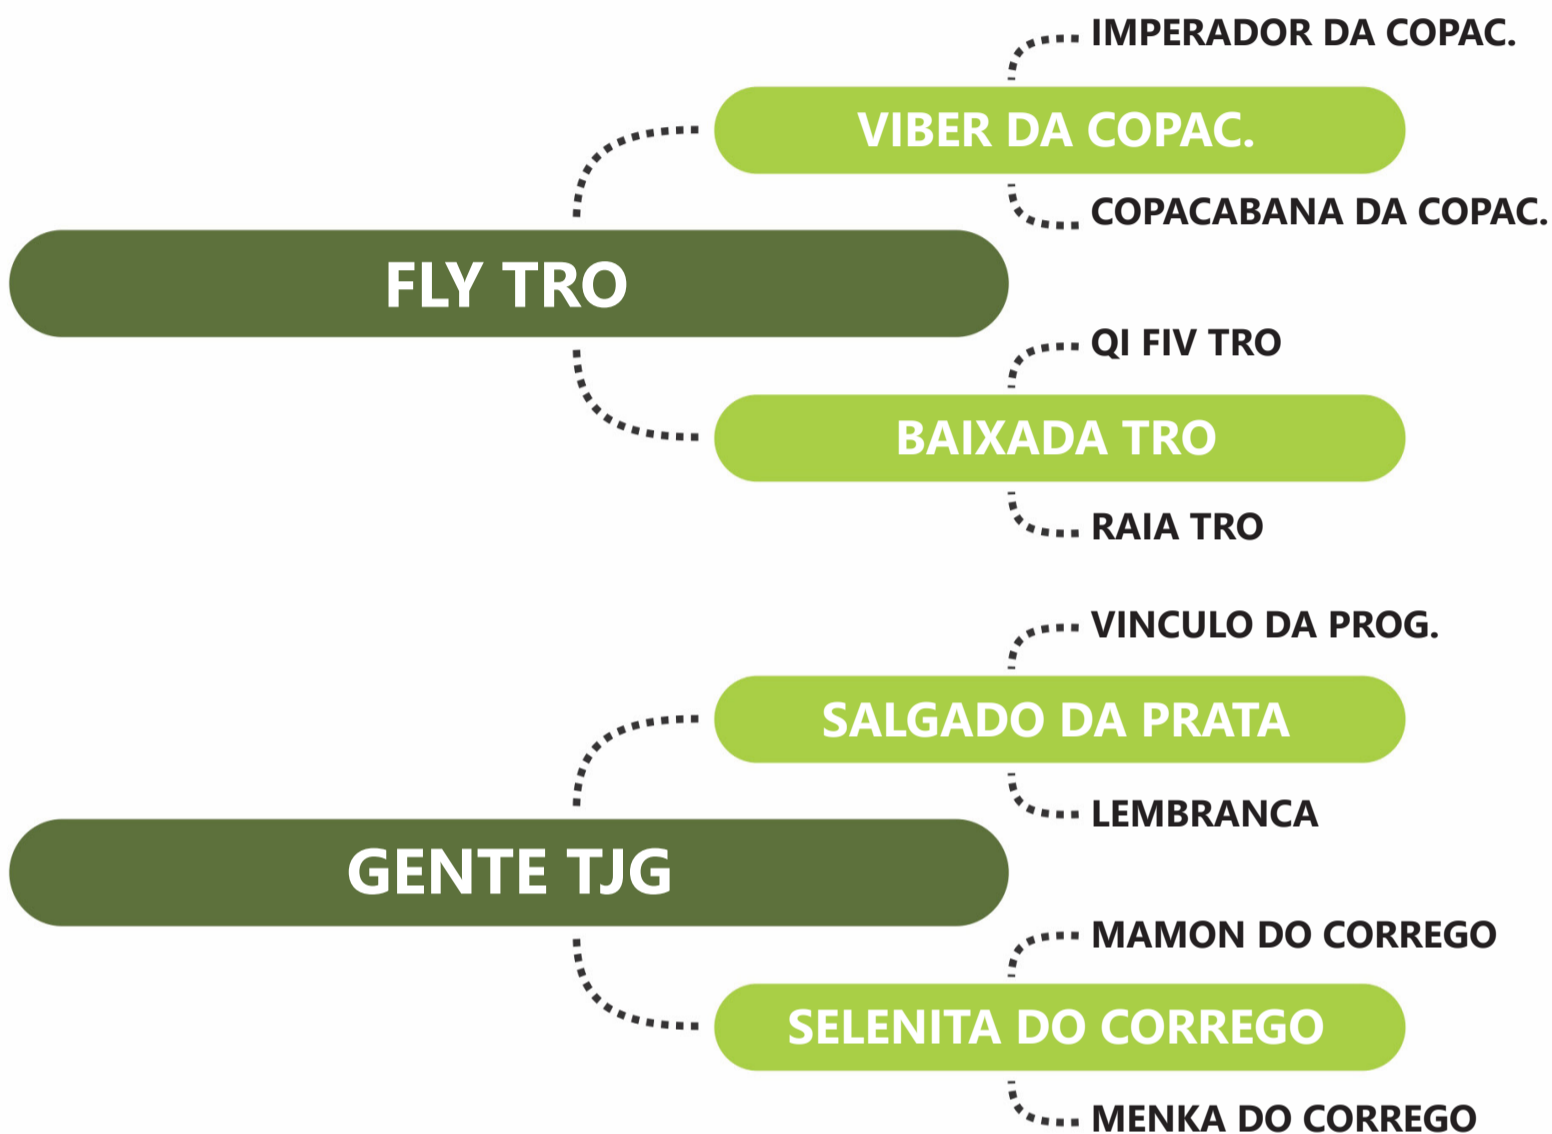 IMPERADOR DA COPAC.
VIBER DA COPAC.
COPACABANA DA COPAC.
FLY TRO
QI FIV TRO
BAIXADA TRO
RAIA TRO
VINCULO DA PROG.
SALGADO DA PRATA
LEMBRANCA
GENTE TJG
MAMON DO CORREGO
SELENITA DO CORREGO
MENKA DO CORREGO